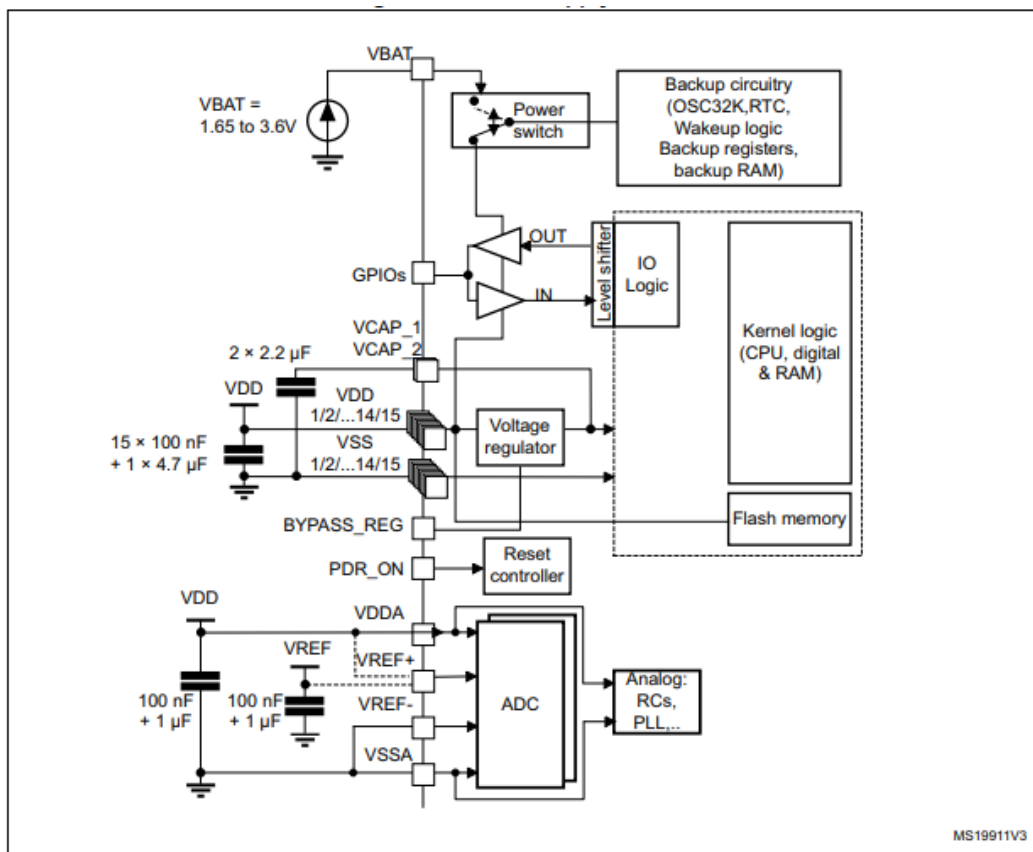 VBAT
VBAT =
1.65 to 3.6V
Power
switch
Backup circuitry
(OSC32K,RTC,
Wakeup logic
Backup registers,
backup RAM)
OUT
GPIOs
IN
Level shifter
IO
Logic
Kernel logic
(CPU, digital
& RAM)
VCAP_1
VCAP_2
2 × 2.2 μF
VDD
VDD
1/2/...14/15
Voltage
regulator
VSS
1/2/...14/15
15 × 100 nF
+ 1 × 4.7 μF
Flash memory
BYPASS_REG
PDR_ON
Reset
controller
VDD
VDDA
VREF
VREF+
VREF-
100 nF
+ 1 μF
100 nF
+ 1 μF
ADC
Analog:
RCs,
PLL,..
VSSA
MS19911V3